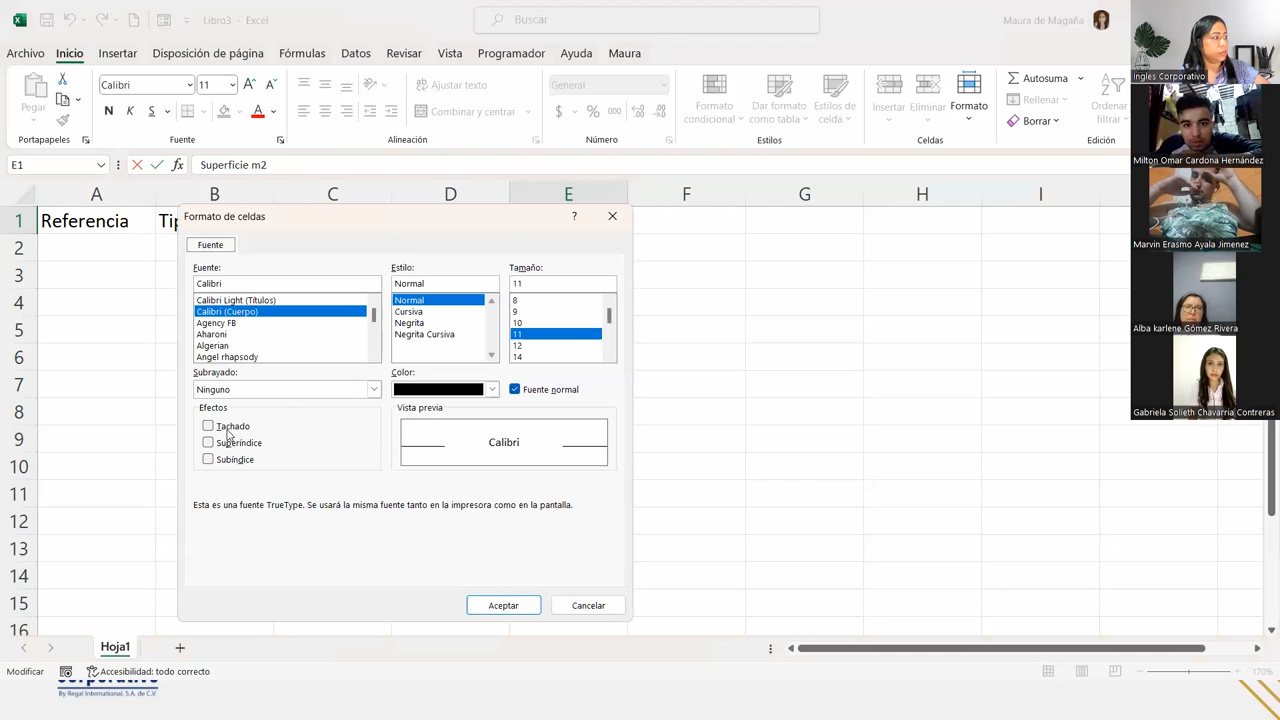 Libro3 - Excel
Buscar
Maura de Magaña
Archivo Inicio Insertar Disposición de página Fórmulas Datos Revisar Vista Programador Ayuda Maura
Pegar
Portapapeles
Calibri 11
N K S
Fuente
Ajustar texto
Combinar y centrar
Alineación
General
$ % 000
Número
Formato condicional
Dar formato como tabla
Estilos de celda
Estilos
Insertar
Eliminar
Formato
Celdas
Autosuma
Rellenar
Borrar
Ordenar
filtrar
Edición
E1
fx Superficie m2
A B C D E F G H I
1 Referencia Tip
2
3
4
5
6
7
8
9
10
11
12
13
14
15
16
Formato de celdas ?
Fuente
Fuente: Estilo: Tamaño:
Calibri Normal 11
Calibri Light (Títulos) Normal 8
Calibri (Cuerpo) Cursiva 9
Agency FB Negrita 10
Aharoni Negrita Cursiva 11
Algerian 12
Angel rhapsody 14
Subrayado: Color:
Ninguno Fuente normal
Efectos Vista previa
Tachado
Superíndice
Subíndice
Calibri
Esta es una fuente TrueType. Se usará la misma fuente tanto en la impresora como en la pantalla.
Aceptar Cancelar
Hoja1
Modificar Accesibilidad: todo correcto
170%
By Regal International, S.A. de C.V.
Ingles Corporativo
Milton Omar Cardona Hernández
Marvin Erasmo Ayala Jimenez
Alba karlene Gómez Rivera
Gabriela Solieth Chavarria Contreras